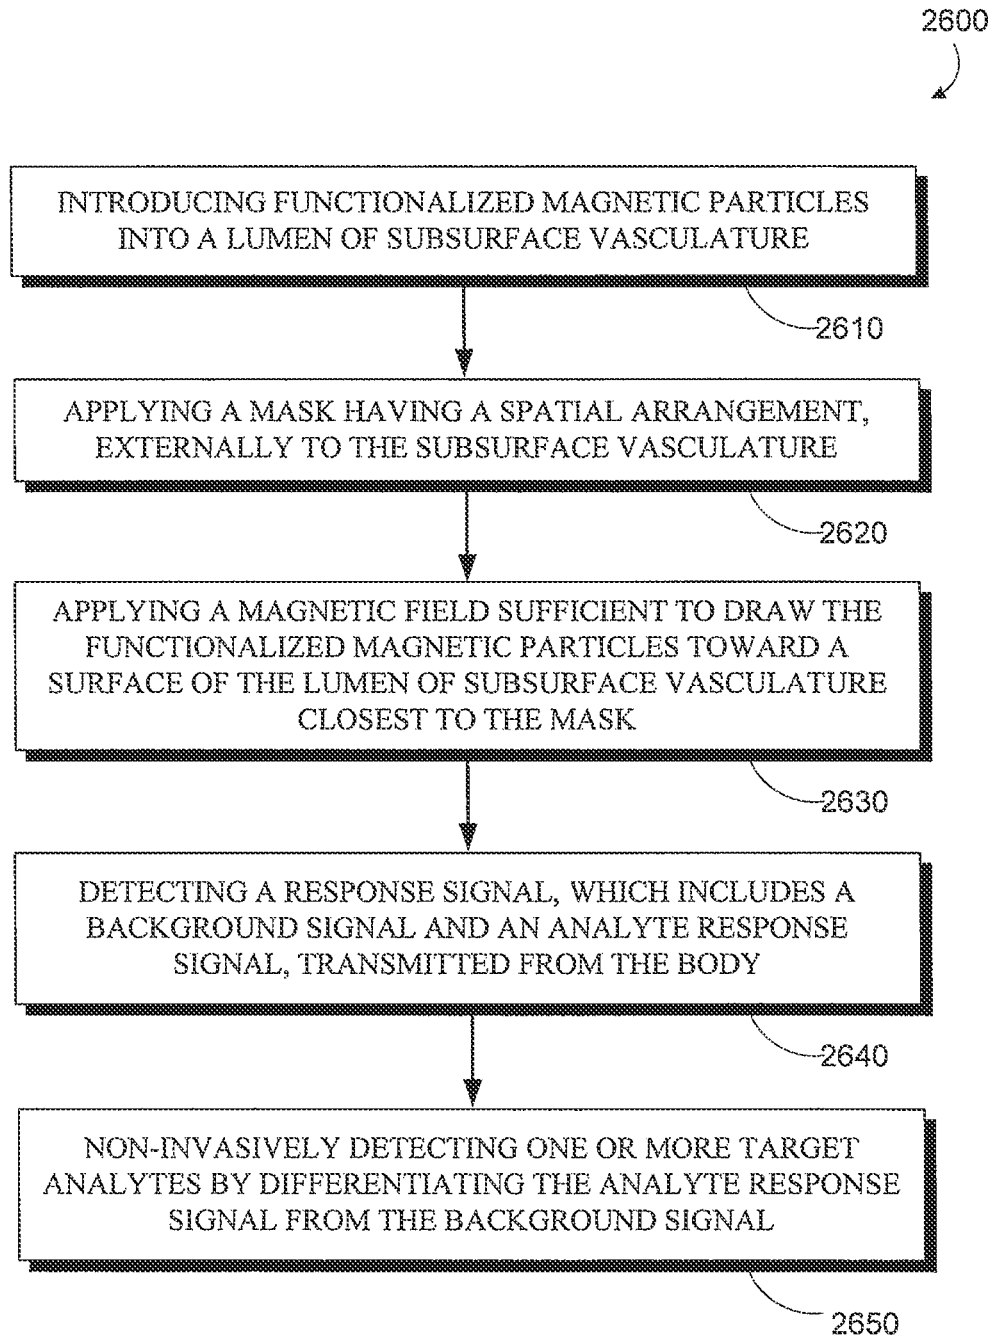 2600
INTRODUCING FUNCTIONALIZED MAGNETIC PARTICLES
INTO A LUMEN OF SUBSURFACE VASCULATURE
2610
APPLYING A MASK HAVING A SPATIAL ARRANGEMENT,
EXTERNALLY TO THE SUBSURFACE VASCULATURE
2620
APPLYING A MAGNETIC FIELD SUFFICIENT TO DRAW THE
FUNCTIONALIZED MAGNETIC PARTICLES TOWARD A
SURFACE OF THE LUMEN OF SUBSURFACE VASCULATURE
CLOSEST TO THE MASK
2630
DETECTING A RESPONSE SIGNAL, WHICH INCLUDES A
BACKGROUND SIGNAL AND AN ANALYTE RESPONSE
SIGNAL, TRANSMITTED FROM THE BODY
2640
NON-INVASIVELY DETECTING ONE OR MORE TARGET
ANALYTES BY DIFFERENTIATING THE ANALYTE RESPONSE
SIGNAL FROM THE BACKGROUND SIGNAL
2650